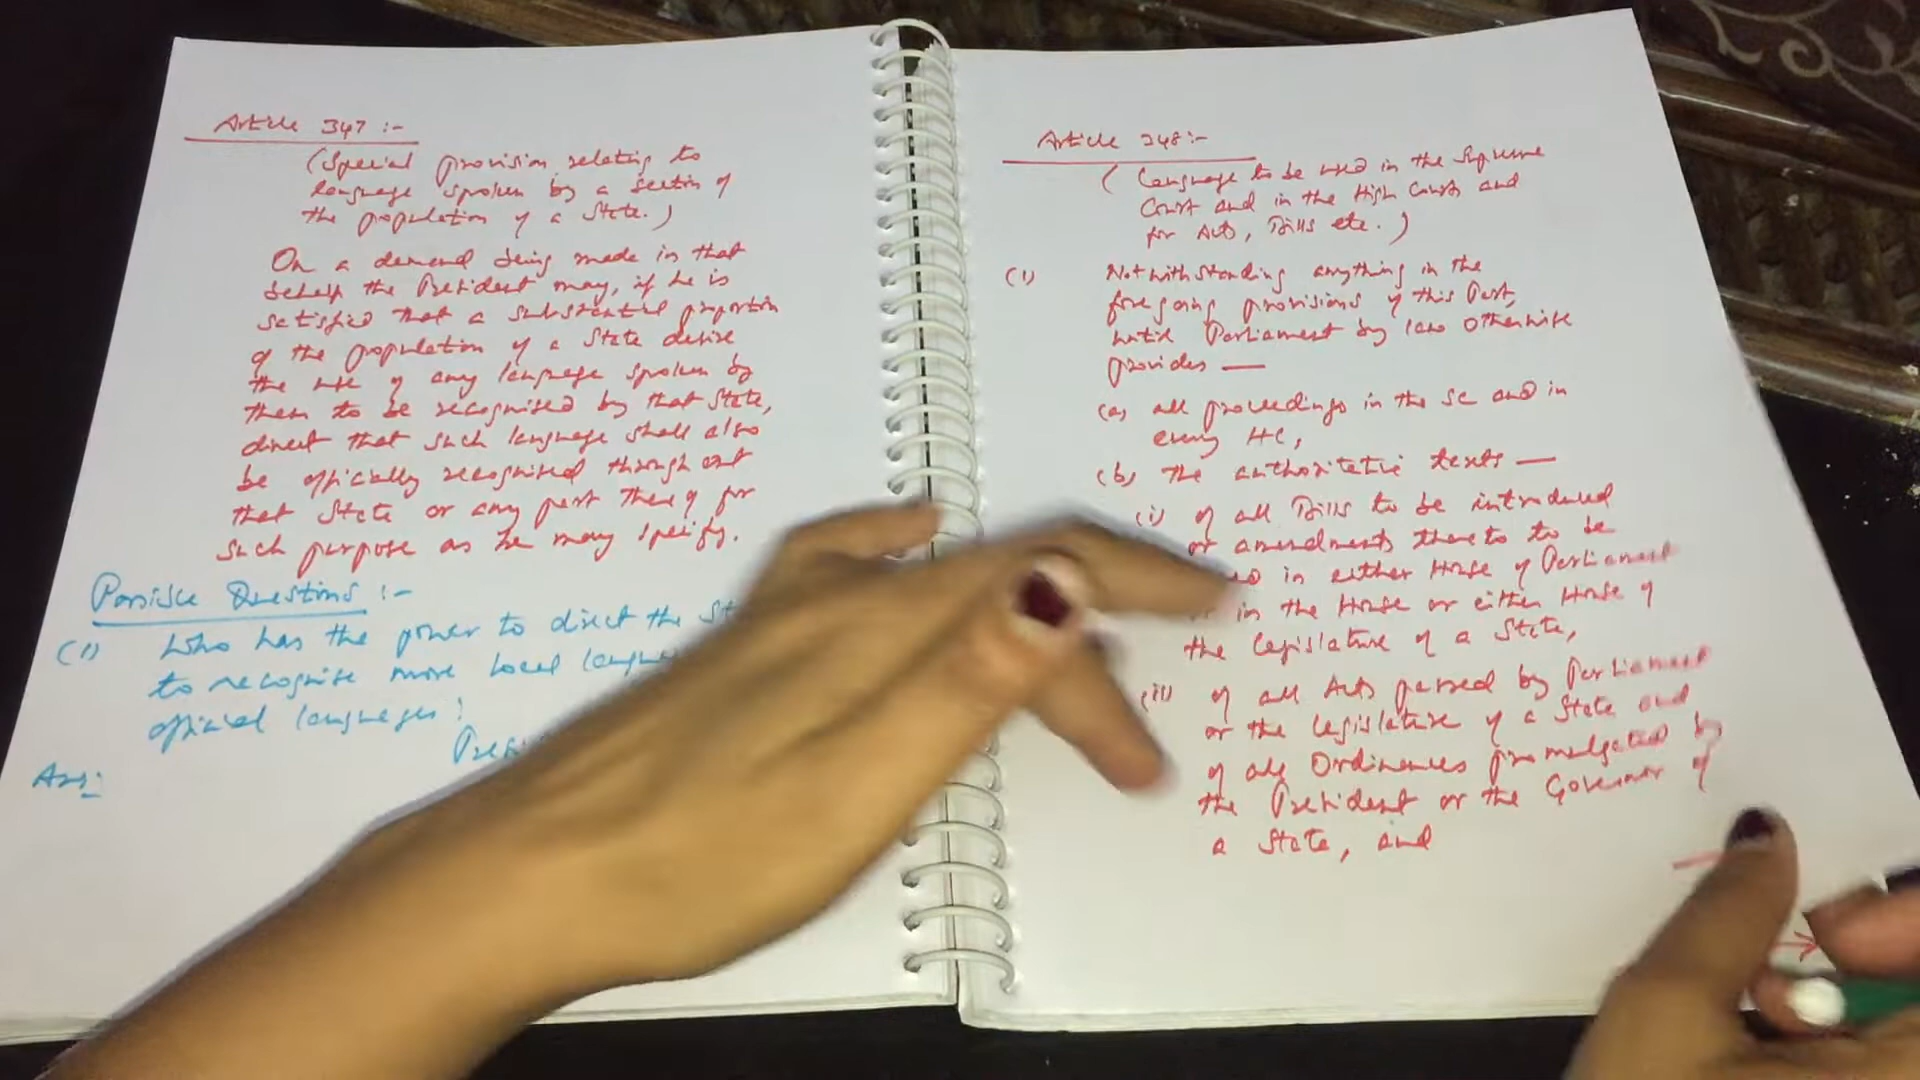 Article 347 :-
(Special provision relating to
language spoken by a section of
the population of a State.)
On a demand being made in that
behalf the President may, if he is
satisfied that a substantial proportion
of the population of a State desire
the use of any language spoken by
them to be recognised by that State,
direct that such language shall also
be officially recognised throughout
that State or any part thereof for
such purpose as he may specify.
Possible Questions :-
(1) Who has the power to direct the
to recognise more local
official languages?
Ans:-
Article 348:-
(Language to be used in the Supreme
Court and in the High Courts and
for Acts, Bills etc.)
(1) Notwithstanding anything in the
foregoing provisions of this Part,
until Parliament by law otherwise
provides —
(a) all proceedings in the SC and in
every HC,
(b) the authoritative texts —
(i) of all Bills to be introduced
or amendments thereto to be
in either House of Parliament
in the House or either House of
the legislature of a State,
(ii) of all Acts passed by Parliament
or the legislature of a State and
of all Ordinances promulgated by
the President or the Governor of
a State, and